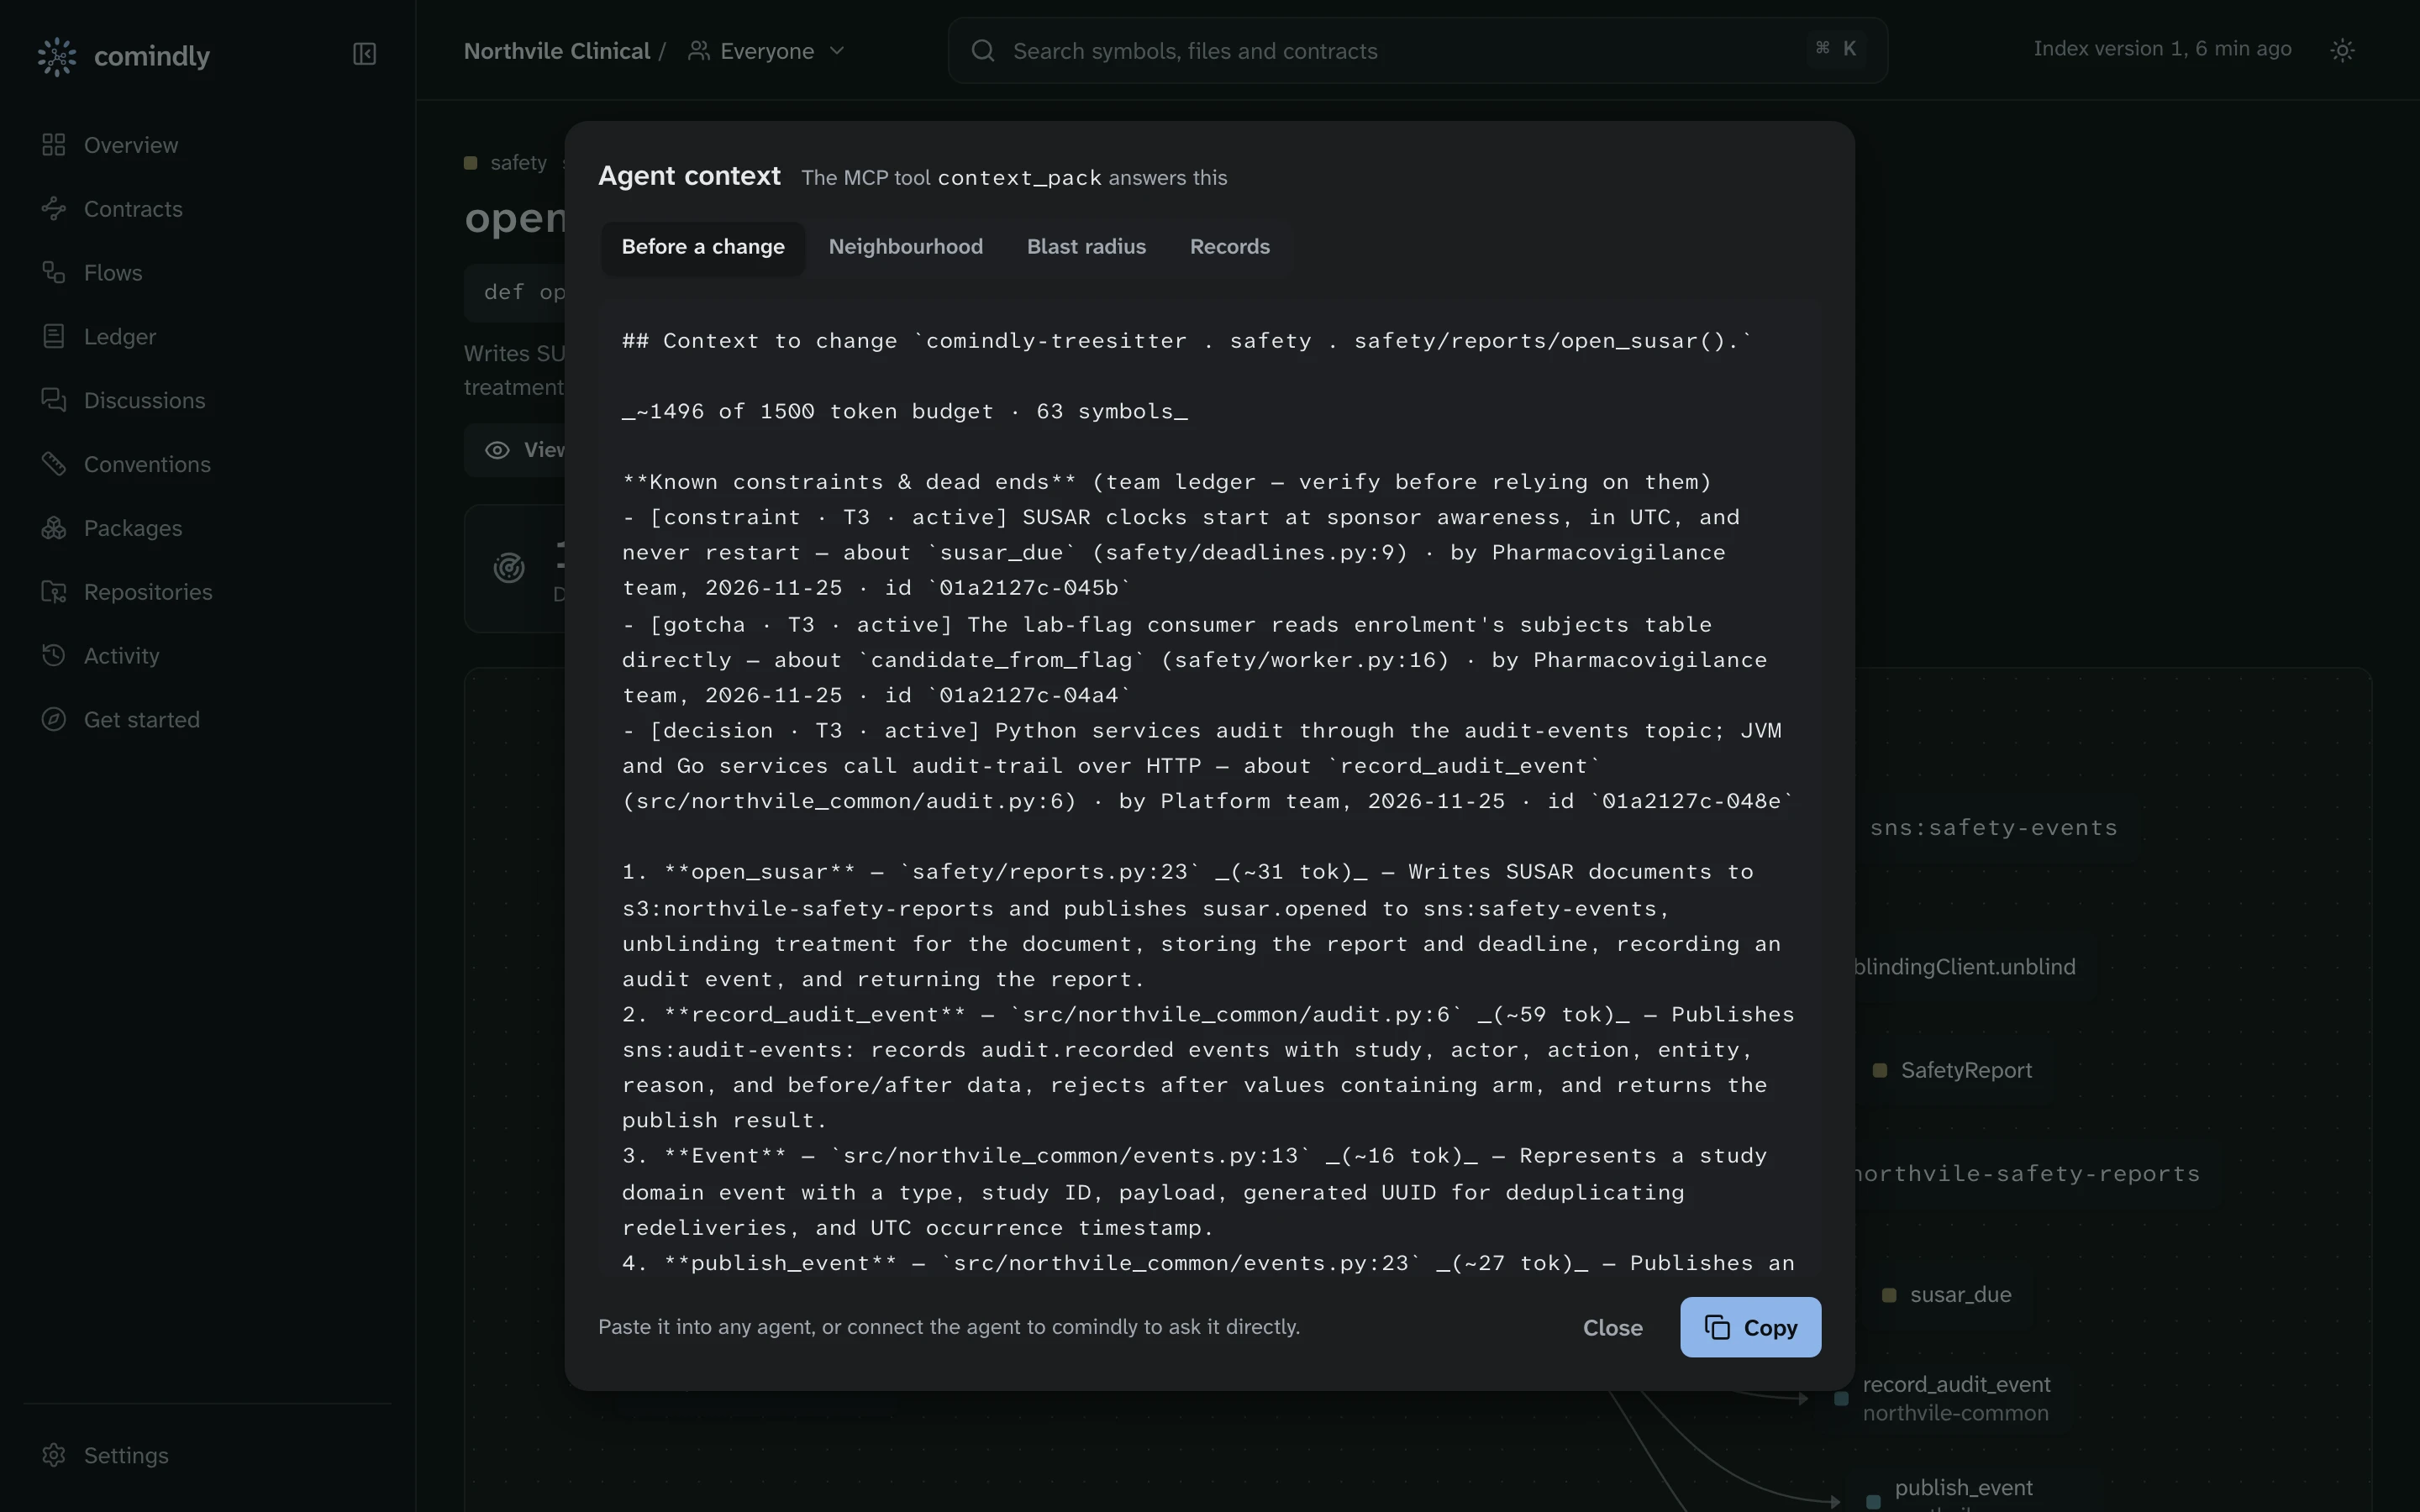 comindly
Northvile Clinical / Everyone
Search symbols, files and contracts
⌘ K
Index version 1, 6 min ago
Overview
Contracts
Flows
Ledger
Discussions
Conventions
Packages
Repositories
Activity
Get started
Settings
safety
open
def op
Writes SU
treatment
View
Agent context The MCP tool context_pack answers this
Before a change Neighbourhood Blast radius Records
## Context to change `comindly-treesitter . safety . safety/reports/open_susar().`
_~1496 of 1500 token budget · 63 symbols_
**Known constraints & dead ends** (team ledger — verify before relying on them)
- [constraint · T3 · active] SUSAR clocks start at sponsor awareness, in UTC, and
never restart — about `susar_due` (safety/deadlines.py:9) · by Pharmacovigilance
team, 2026-11-25 · id `01a2127c-045b`
- [gotcha · T3 · active] The lab-flag consumer reads enrolment's subjects table
directly — about `candidate_from_flag` (safety/worker.py:16) · by Pharmacovigilance
team, 2026-11-25 · id `01a2127c-04a4`
- [decision · T3 · active] Python services audit through the audit-events topic; JVM
and Go services call audit-trail over HTTP — about `record_audit_event`
(src/northvile_common/audit.py:6) · by Platform team, 2026-11-25 · id `01a2127c-048e`
1. **open_susar** — `safety/reports.py:23` _(~31 tok)_ — Writes SUSAR documents to
s3:northvile-safety-reports and publishes susar.opened to sns:safety-events,
unblinding treatment for the document, storing the report and deadline, recording an
audit event, and returning the report.
2. **record_audit_event** — `src/northvile_common/audit.py:6` _(~59 tok)_ — Publishes
sns:audit-events: records audit.recorded events with study, actor, action, entity,
reason, and before/after data, rejects after values containing arm, and returns the
publish result.
3. **Event** — `src/northvile_common/events.py:13` _(~16 tok)_ — Represents a study
domain event with a type, study ID, payload, generated UUID for deduplicating
redeliveries, and UTC occurrence timestamp.
4. **publish_event** — `src/northvile_common/events.py:23` _(~27 tok)_ — Publishes an
Paste it into any agent, or connect the agent to comindly to ask it directly.
Close
Copy
sns:safety-events
blindingClient.unblind
SafetyReport
northvile-safety-reports
susar_due
record_audit_event
northvile-common
publish_event